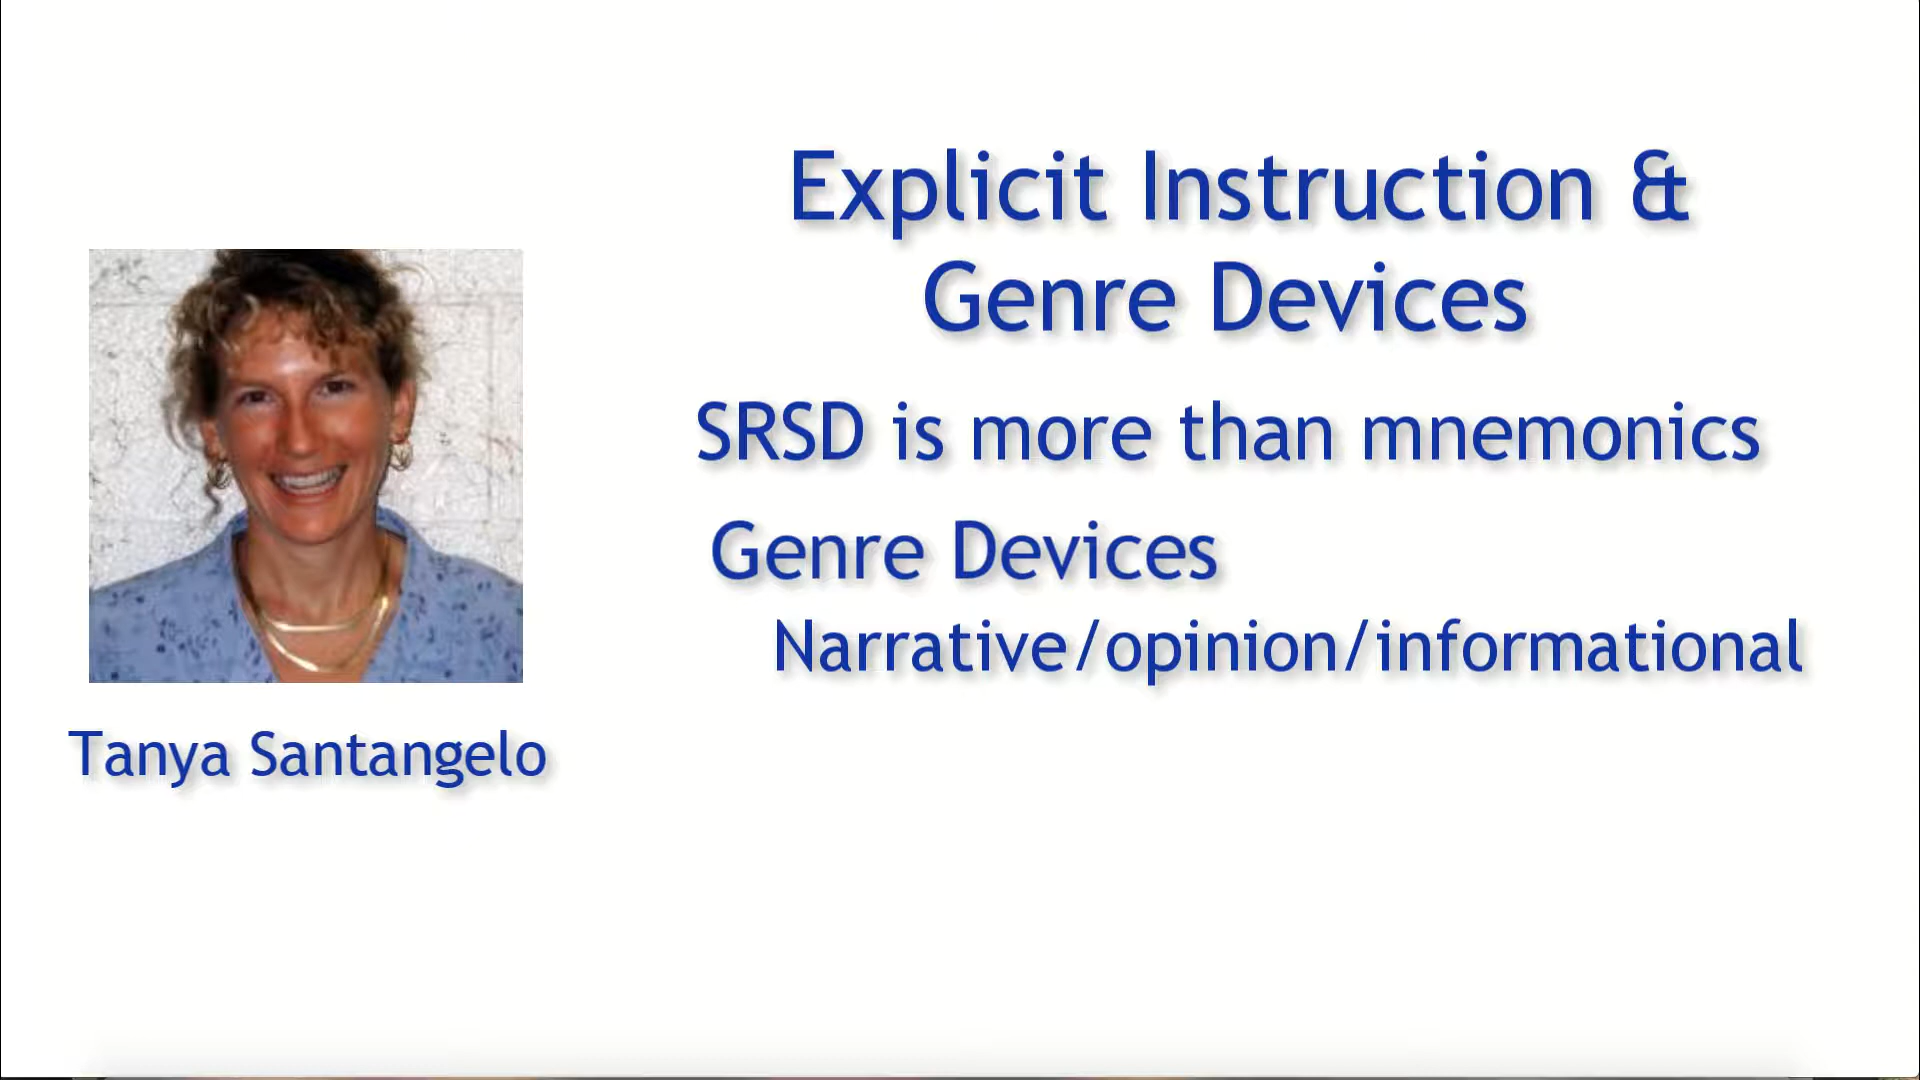 Explicit Instruction &
Genre Devices
SRSD is more than mnemonics
Genre Devices
Narrative/opinion/informational
Tanya Santangelo